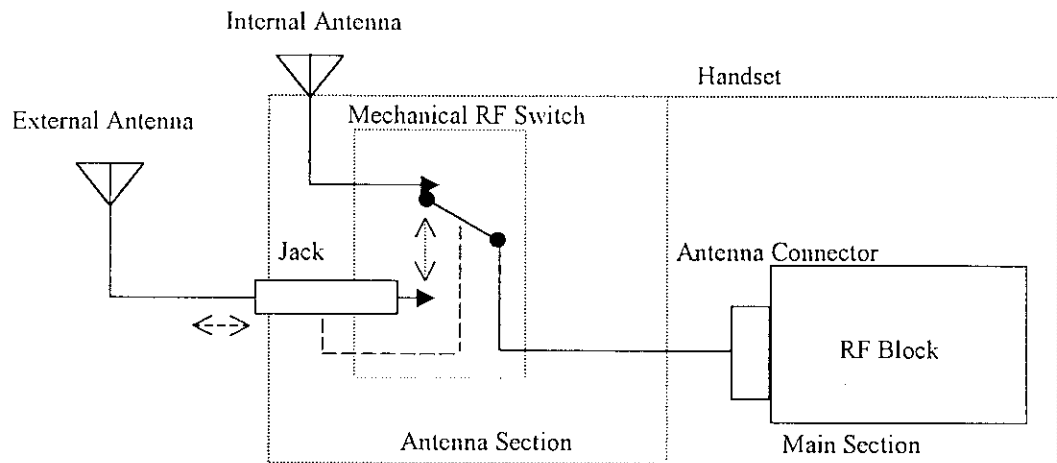 Internal Antenna
Handset
Mechanical RF Switch
External Antenna
Jack
Antenna Connector
RF Block
Antenna Section
Main Section